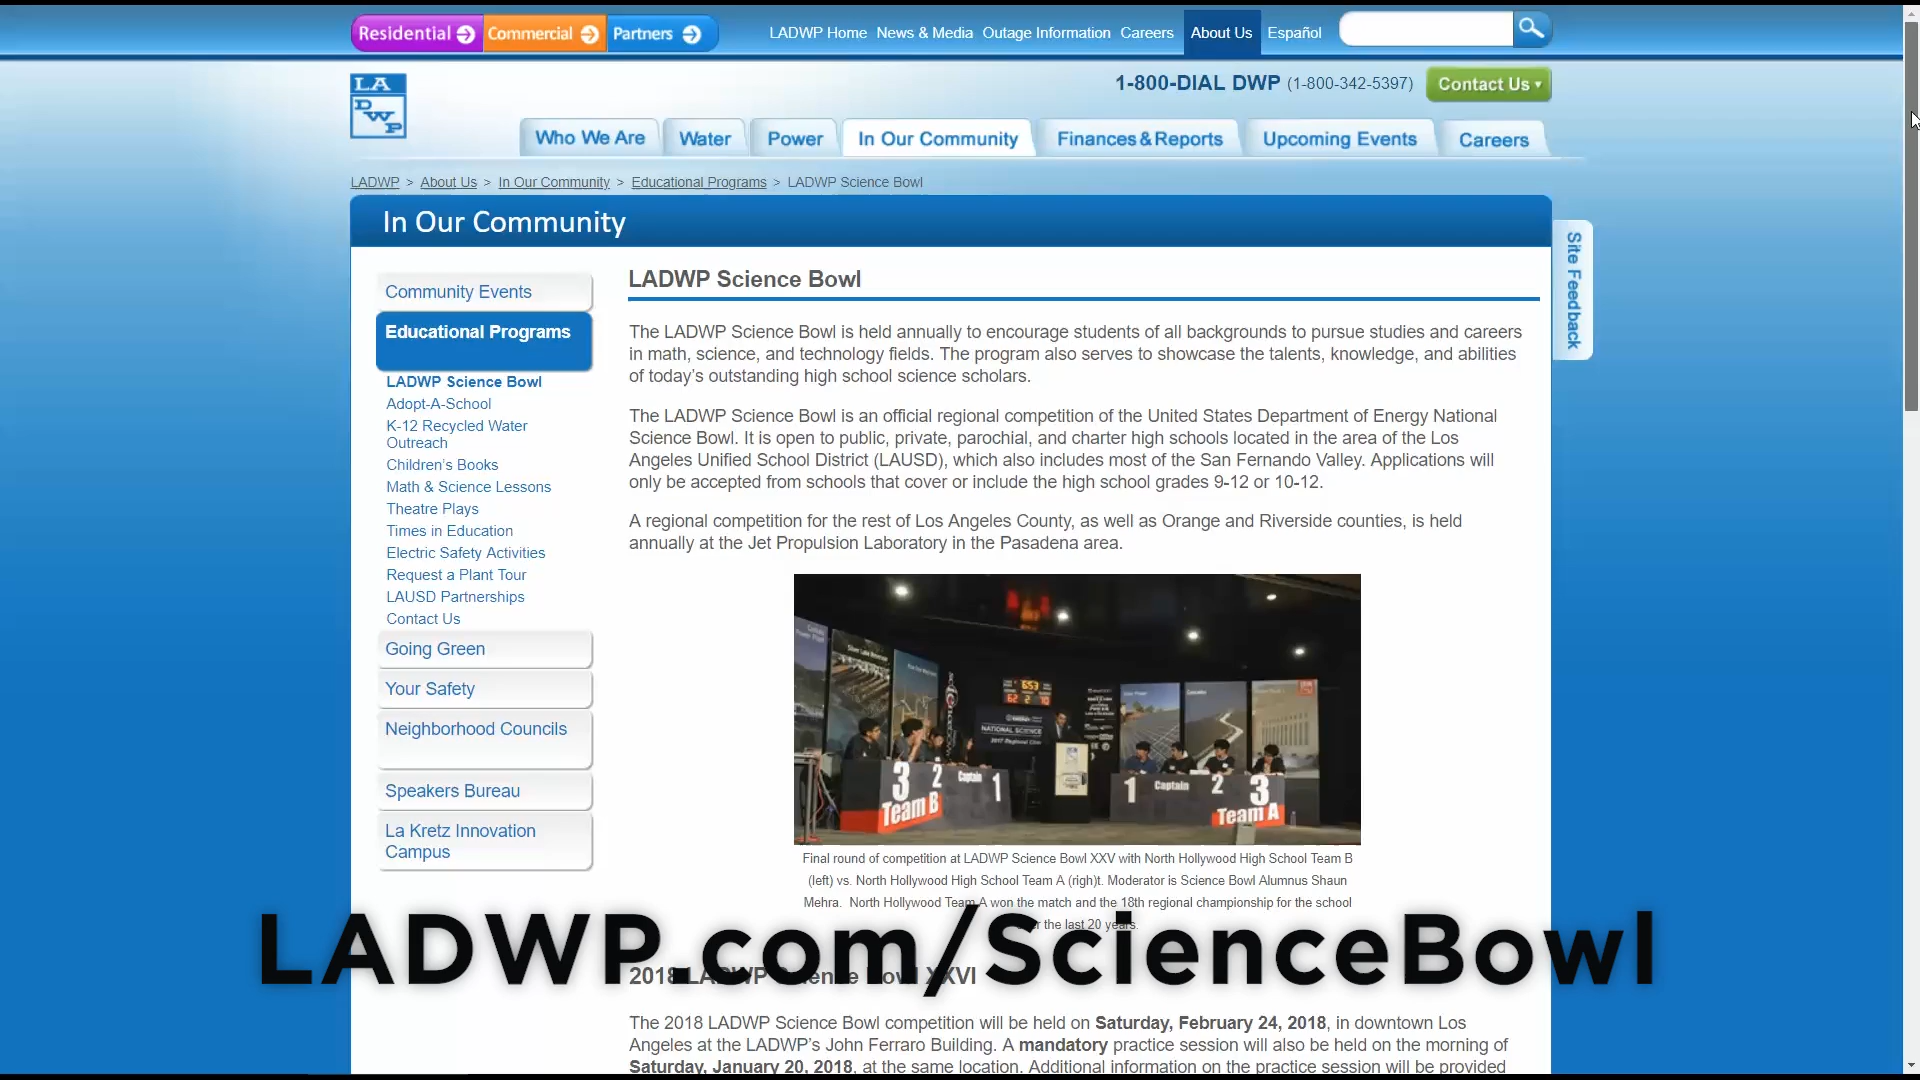 Residential
Commercial
Partners
LADWP Home News & Media Outage Information Careers About Us Español
LA
DWP
1-800-DIAL DWP (1-800-342-5397)
Contact Us
Who We Are Water Power In Our Community Finances & Reports Upcoming Events Careers
LADWP > About Us > In Our Community > Educational Programs > LADWP Science Bowl
In Our Community
Site Feedback
Community Events
Educational Programs
LADWP Science Bowl
Adopt-A-School
K-12 Recycled Water
Outreach
Children's Books
Math & Science Lessons
Theatre Plays
Times in Education
Electric Safety Activities
Request a Plant Tour
LAUSD Partnerships
Contact Us
Going Green
Your Safety
Neighborhood Councils
Speakers Bureau
La Kretz Innovation
Campus
LADWP Science Bowl
The LADWP Science Bowl is held annually to encourage students of all backgrounds to pursue studies and careers
in math, science, and technology fields. The program also serves to showcase the talents, knowledge, and abilities
of today's outstanding high school science scholars.
The LADWP Science Bowl is an official regional competition of the United States Department of Energy National
Science Bowl. It is open to public, private, parochial, and charter high schools located in the area of the Los
Angeles Unified School District (LAUSD), which also includes most of the San Fernando Valley. Applications will
only be accepted from schools that cover or include the high school grades 9-12 or 10-12.
A regional competition for the rest of Los Angeles County, as well as Orange and Riverside counties, is held
annually at the Jet Propulsion Laboratory in the Pasadena area.
653
62 2 70
NATIONAL SCIENCE
3 2 Captain 1
Team B
1 Captain 2 3
Team A
Final round of competition at LADWP Science Bowl XXV with North Hollywood High School Team B
(left) vs. North Hollywood High School Team A (righ)t. Moderator is Science Bowl Alumnus Shaun
Mehra. North Hollywood Team A won the match and the 18th regional championship for the school
the last 20 years.
LADWP.com/ScienceBowl
2018 LADWP Science Bowl XXVI
The 2018 LADWP Science Bowl competition will be held on Saturday, February 24, 2018, in downtown Los
Angeles at the LADWP's John Ferraro Building. A mandatory practice session will also be held on the morning of
Saturday, January 20, 2018, at the same location. Additional information on the practice session will be provided